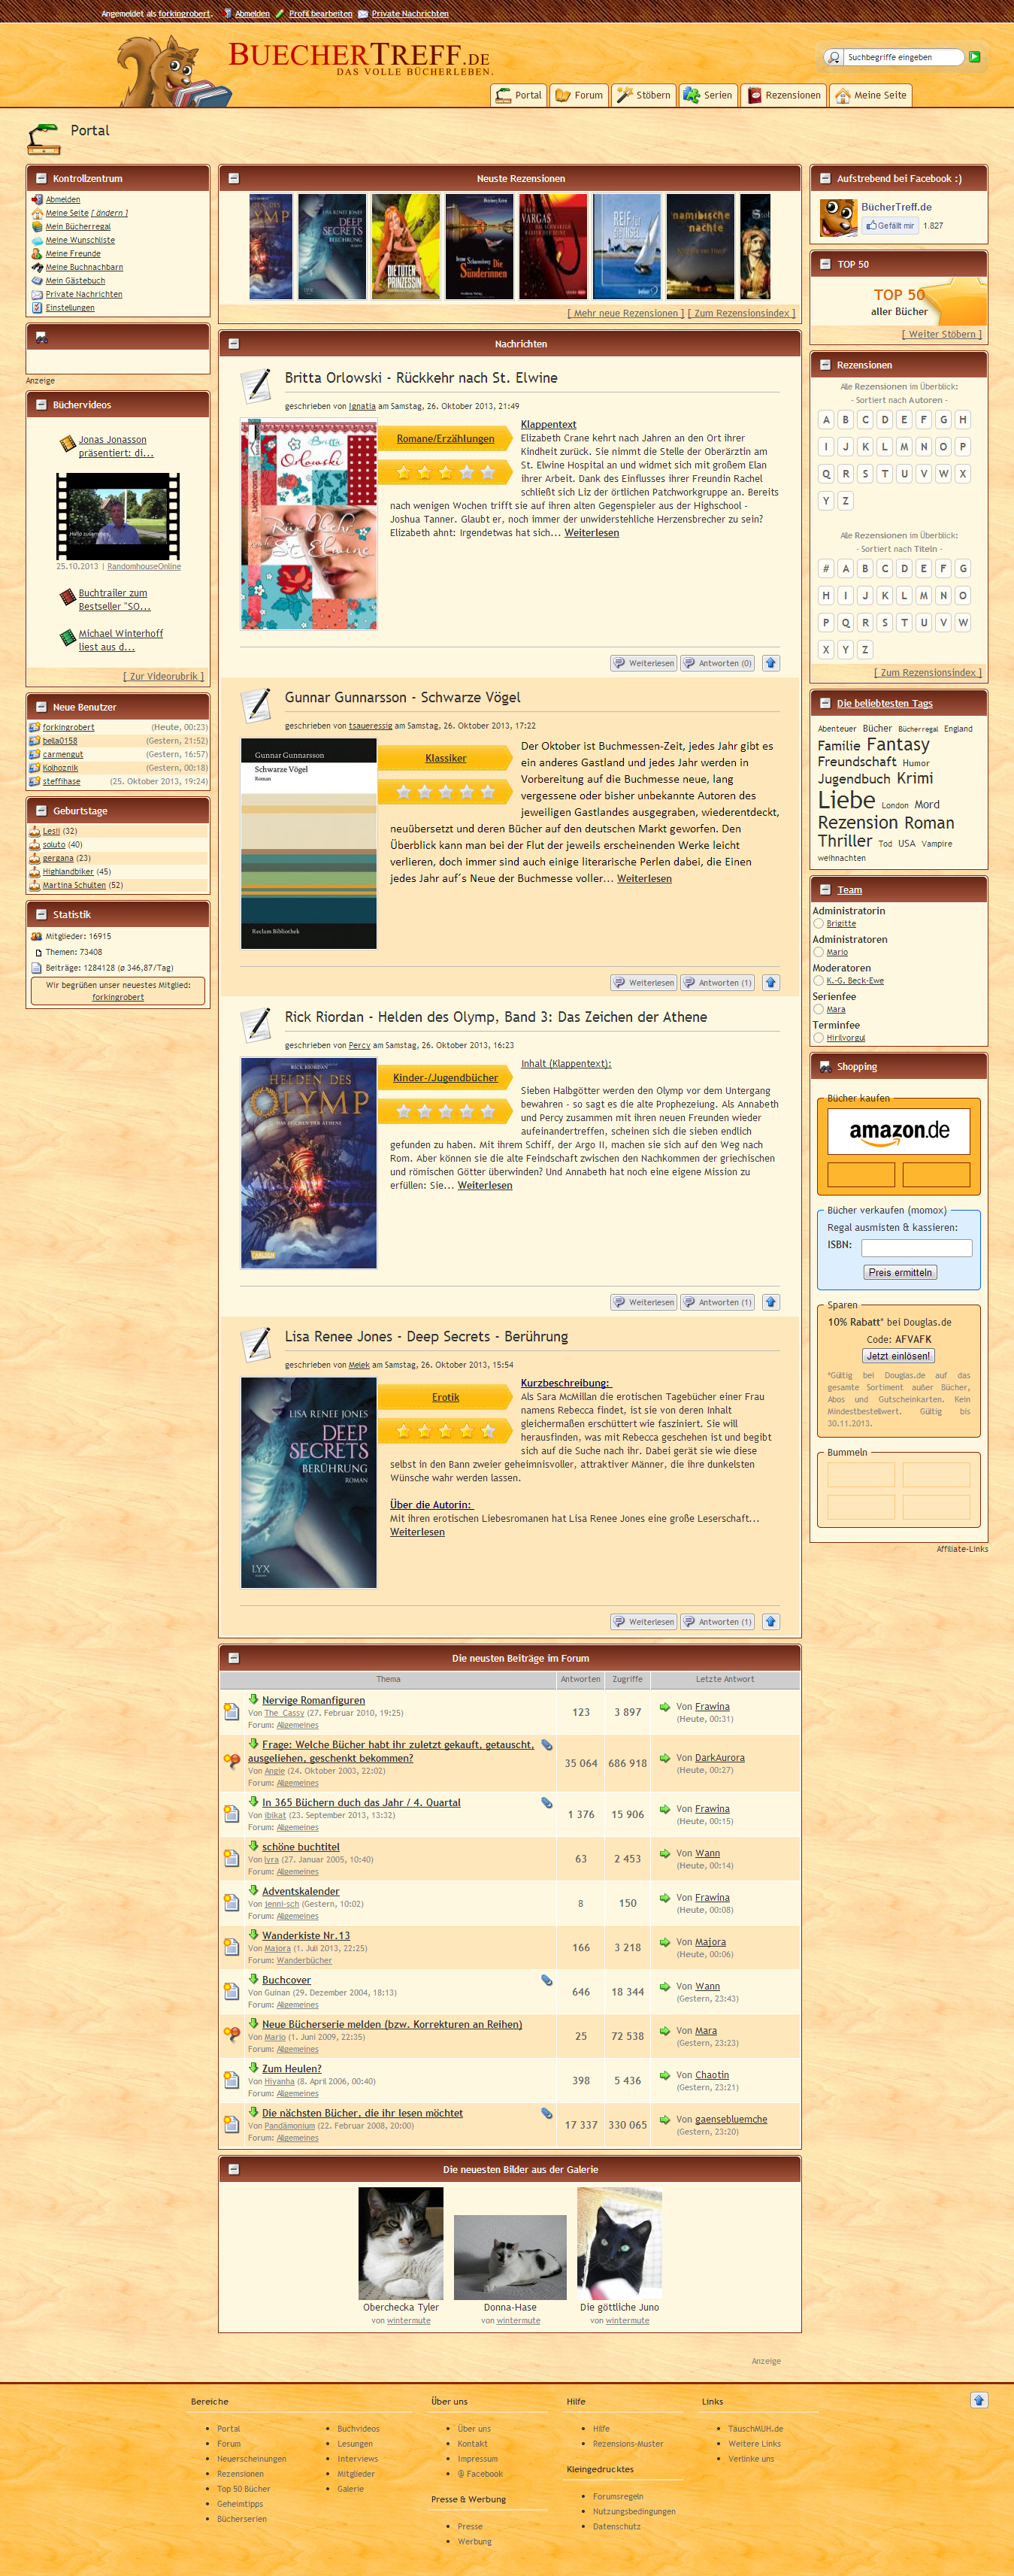 Angemeldet als forkingrobert. Abmelden Profil bearbeiten Private Nachrichten
BUECHERTREFF.DE
DAS VOLLE BÜCHERLEBEN.
Suchbegriffe eingeben
Portal Forum Stöbern Serien Rezensionen Meine Seite
Portal
Kontrollzentrum
Abmelden
Meine Seite [ ändern ]
Mein Bücherregal
Meine Wunschliste
Meine Freunde
Meine Buchnachbarn
Mein Gästebuch
Private Nachrichten
Einstellungen
Anzeige
Büchervideos
Jonas Jonasson
präsentiert: di...
25.10.2013 | RandomhouseOnline
Buchtrailer zum
Bestseller "SO...
Michael Winterhoff
liest aus d...
[ Zur Videorubrik ]
Neue Benutzer
forkingrobert (Heute, 00:23)
bella0158 (Gestern, 21:52)
carmengut (Gestern, 16:57)
Kolhoznik (Gestern, 00:18)
steffihase (25. Oktober 2013, 19:24)
Geburtstage
Lesli (32)
soluto (40)
gergana (23)
Highlandbiker (45)
Martina Schulten (52)
Statistik
Mitglieder: 16915
Themen: 73408
Beiträge: 1284128 (ø 346,87/Tag)
Wir begrüßen unser neuestes Mitglied:
forkingrobert
Neuste Rezensionen
DEEP
SECRETS
BERÜHRUNG
DIE TÜTEN
PRINZESSIN
Die
Sünderinnen
VARGAS
REIF
namibische
nächte
[ Mehr neue Rezensionen ] [ Zum Rezensionsindex ]
Nachrichten
Britta Orlowski - Rückkehr nach St. Elwine
geschrieben von Ignatia am Samstag, 26. Oktober 2013, 21:49
Britta
Orlowski
Rückkehr
nach
St. Elwine
Romane/Erzählungen
Klappentext
Elizabeth Crane kehrt nach Jahren an den Ort ihrer
Kindheit zurück. Sie nimmt die Stelle der Oberärztin am
St. Elwine Hospital an und widmet sich mit großem Elan
ihrer Arbeit. Dank des Einflusses ihrer Freundin Rachel
schließt sich Liz der örtlichen Patchworkgruppe an. Bereits
nach wenigen Wochen trifft sie auf ihren alten Gegenspieler aus der Highschool -
Joshua Tanner. Glaubt er, noch immer der unwiderstehliche Herzensbrecher zu sein?
Elizabeth ahnt: Irgendetwas hat sich... Weiterlesen
Weiterlesen Antworten (0)
Gunnar Gunnarsson - Schwarze Vögel
geschrieben von tsaueressig am Samstag, 26. Oktober 2013, 17:22
Gunnar Gunnarsson
Schwarze Vögel
Roman
Reclam Bibliothek
Klassiker
Der Oktober ist Buchmessen-Zeit, jedes Jahr gibt es
ein anderes Gastland und jedes Jahr werden in
Vorbereitung auf die Buchmesse neue, lang
vergessene oder bisher unbekannte Autoren des
jeweiligen Gastlandes ausgegraben, wiederentdeckt,
neuübersetzt und deren Bücher auf den deutschen Markt geworfen. Den
Überblick kann man bei der Flut der jeweils erscheinenden Werke leicht
verlieren, doch immer sind auch einige literarische Perlen dabei, die Einen
jedes Jahr auf's Neue der Buchmesse voller... Weiterlesen
Weiterlesen Antworten (1)
Rick Riordan - Helden des Olymp, Band 3: Das Zeichen der Athene
geschrieben von Percy am Samstag, 26. Oktober 2013, 16:23
RICK RIORDAN
HELDEN DES
OLYMP
DAS ZEICHEN DER ATHENE
CARLSEN
Kinder-/Jugendbücher
Inhalt (Klappentext):
Sieben Halbgötter werden den Olymp vor dem Untergang
bewahren - so sagt es die alte Prophezeiung. Als Annabeth
und Percy zusammen mit ihren neuen Freunden wieder
aufeinandertreffen, scheinen sich die sieben endlich
gefunden zu haben. Mit ihrem Schiff, der Argo II, machen sie sich auf den Weg nach
Rom. Aber können sie die alte Feindschaft zwischen den Nachkommen der griechischen
und römischen Götter überwinden? Und Annabeth hat noch eine eigene Mission zu
erfüllen: Sie... Weiterlesen
Weiterlesen Antworten (1)
Lisa Renee Jones - Deep Secrets - Berührung
geschrieben von Melek am Samstag, 26. Oktober 2013, 15:54
LISA RENEE JONES
DEEP
SECRETS
BERÜHRUNG
ROMAN
LYX
Erotik
Kurzbeschreibung:
Als Sara McMillan die erotischen Tagebücher einer Frau
namens Rebecca findet, ist sie von deren Inhalt
gleichermaßen erschüttert wie fasziniert. Sie will
herausfinden, was mit Rebecca geschehen ist und begibt
sich auf die Suche nach ihr. Dabei gerät sie wie diese
selbst in den Bann zweier geheimnisvoller, attraktiver Männer, die ihre dunkelsten
Wünsche wahr werden lassen.
Über die Autorin:
Mit ihren erotischen Liebesromanen hat Lisa Renee Jones eine große Leserschaft...
Weiterlesen
Weiterlesen Antworten (1)
Die neusten Beiträge im Forum
Thema Antworten Zugriffe Letzte Antwort
Nervige Romanfiguren
Von The_Cassy (27. Februar 2010, 19:25)
Forum: Allgemeines
123 3 897 Von Frawina
(Heute, 00:31)
Frage: Welche Bücher habt ihr zuletzt gekauft, getauscht,
ausgeliehen, geschenkt bekommen?
Von Angie (24. Oktober 2003, 22:02)
Forum: Allgemeines
35 064 686 918 Von DarkAurora
(Heute, 00:27)
In 365 Büchern duch das Jahr / 4. Quartal
Von ibikat (23. September 2013, 13:32)
Forum: Allgemeines
1 376 15 906 Von Frawina
(Heute, 00:15)
schöne buchtitel
Von lyra (27. Januar 2005, 10:40)
Forum: Allgemeines
63 2 453 Von Wann
(Heute, 00:14)
Adventskalender
Von jenni-sch (Gestern, 10:02)
Forum: Allgemeines
8 150 Von Frawina
(Heute, 00:08)
Wanderkiste Nr.13
Von Majora (1. Juli 2013, 22:25)
Forum: Wanderbücher
166 3 218 Von Majora
(Heute, 00:06)
Buchcover
Von Guinan (29. Dezember 2004, 18:13)
Forum: Allgemeines
646 18 344 Von Wann
(Gestern, 23:43)
Neue Bücherserie melden (bzw. Korrekturen an Reihen)
Von Mario (1. Juni 2009, 22:35)
Forum: Allgemeines
25 72 538 Von Mara
(Gestern, 23:23)
Zum Heulen?
Von Hiyanha (8. April 2006, 00:40)
Forum: Allgemeines
398 5 436 Von Chaotin
(Gestern, 23:21)
Die nächsten Bücher, die ihr lesen möchtet
Von Pandämonium (22. Februar 2008, 20:00)
Forum: Allgemeines
17 337 330 065 Von gaensebluemche
(Gestern, 23:20)
Die neuesten Bilder aus der Galerie
Oberchecka Tyler
von wintermute
Donna-Hase
von wintermute
Die göttliche Juno
von wintermute
Anzeige
Aufstrebend bei Facebook :)
BücherTreff.de
Gefällt mir 1.827
TOP 50
TOP 50
aller Bücher
[ Weiter Stöbern ]
Rezensionen
Alle Rezensionen im Überblick:
- Sortiert nach Autoren -
A B C D E F G H
I J K L M N O P
Q R S T U V W X
Y Z
Alle Rezensionen im Überblick:
- Sortiert nach Titeln -
# A B C D E F G
H I J K L M N O
P Q R S T U V W
X Y Z
[ Zum Rezensionsindex ]
Die beliebtesten Tags
Abenteuer Bücher Bücherregal England
Familie Fantasy
Freundschaft Humor
Jugendbuch Krimi
Liebe London Mord
Rezension Roman
Thriller Tod USA Vampire
weihnachten
Team
Administratorin
Brigitte
Administratoren
Mario
Moderatoren
K.-G. Beck-Ewe
Serienfee
Mara
Terminfee
Hirilvorgul
Shopping
Bücher kaufen
amazon.de
Bücher verkaufen (momox)
Regal ausmisten & kassieren:
ISBN:
Preis ermitteln
Sparen
10% Rabatt* bei Douglas.de
Code: AFVAFK
Jetzt einlösen!
*Gültig bei Douglas.de auf das
gesamte Sortiment außer Bücher,
Abos und Gutscheinkarten. Kein
Mindestbestellwert. Gültig bis
30.11.2013.
Bummeln
Affiliate-Links
Bereiche
Portal
Forum
Neuerscheinungen
Rezensionen
Top 50 Bücher
Geheimtipps
Bücherserien
Buchvideos
Lesungen
Interviews
Mitglieder
Galerie
Über uns
Über uns
Kontakt
Impressum
@ Facebook
Presse & Werbung
Presse
Werbung
Hilfe
Hilfe
Rezensions-Muster
Kleingedrucktes
Forumsregeln
Nutzungsbedingungen
Datenschutz
Links
TauschMUH.de
Weitere Links
Verlinke uns